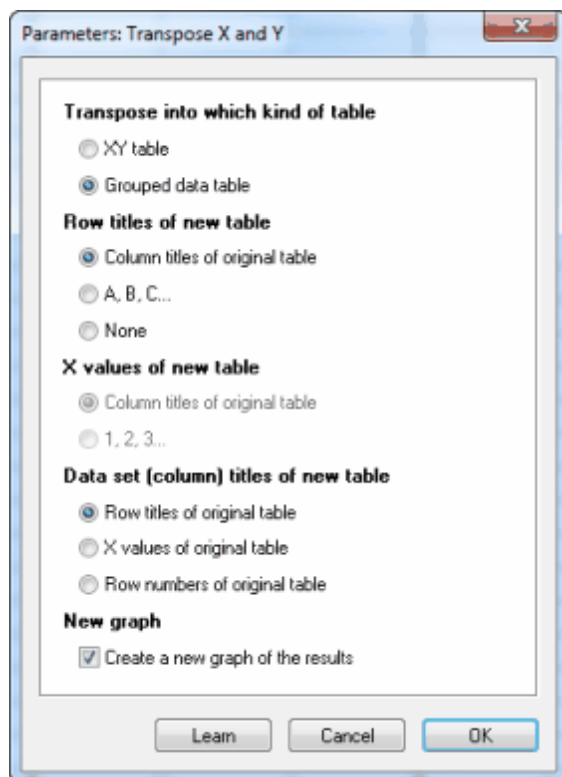 Parameters: Transpose X and Y
Transpose into which kind of table
XY table
Grouped data table
Row titles of new table
Column titles of original table
A, B, C...
None
X values of new table
Column titles of original table
1, 2, 3...
Data set (column) titles of new table
Row titles of original table
X values of original table
Row numbers of original table
New graph
Create a new graph of the results
Learn Cancel OK